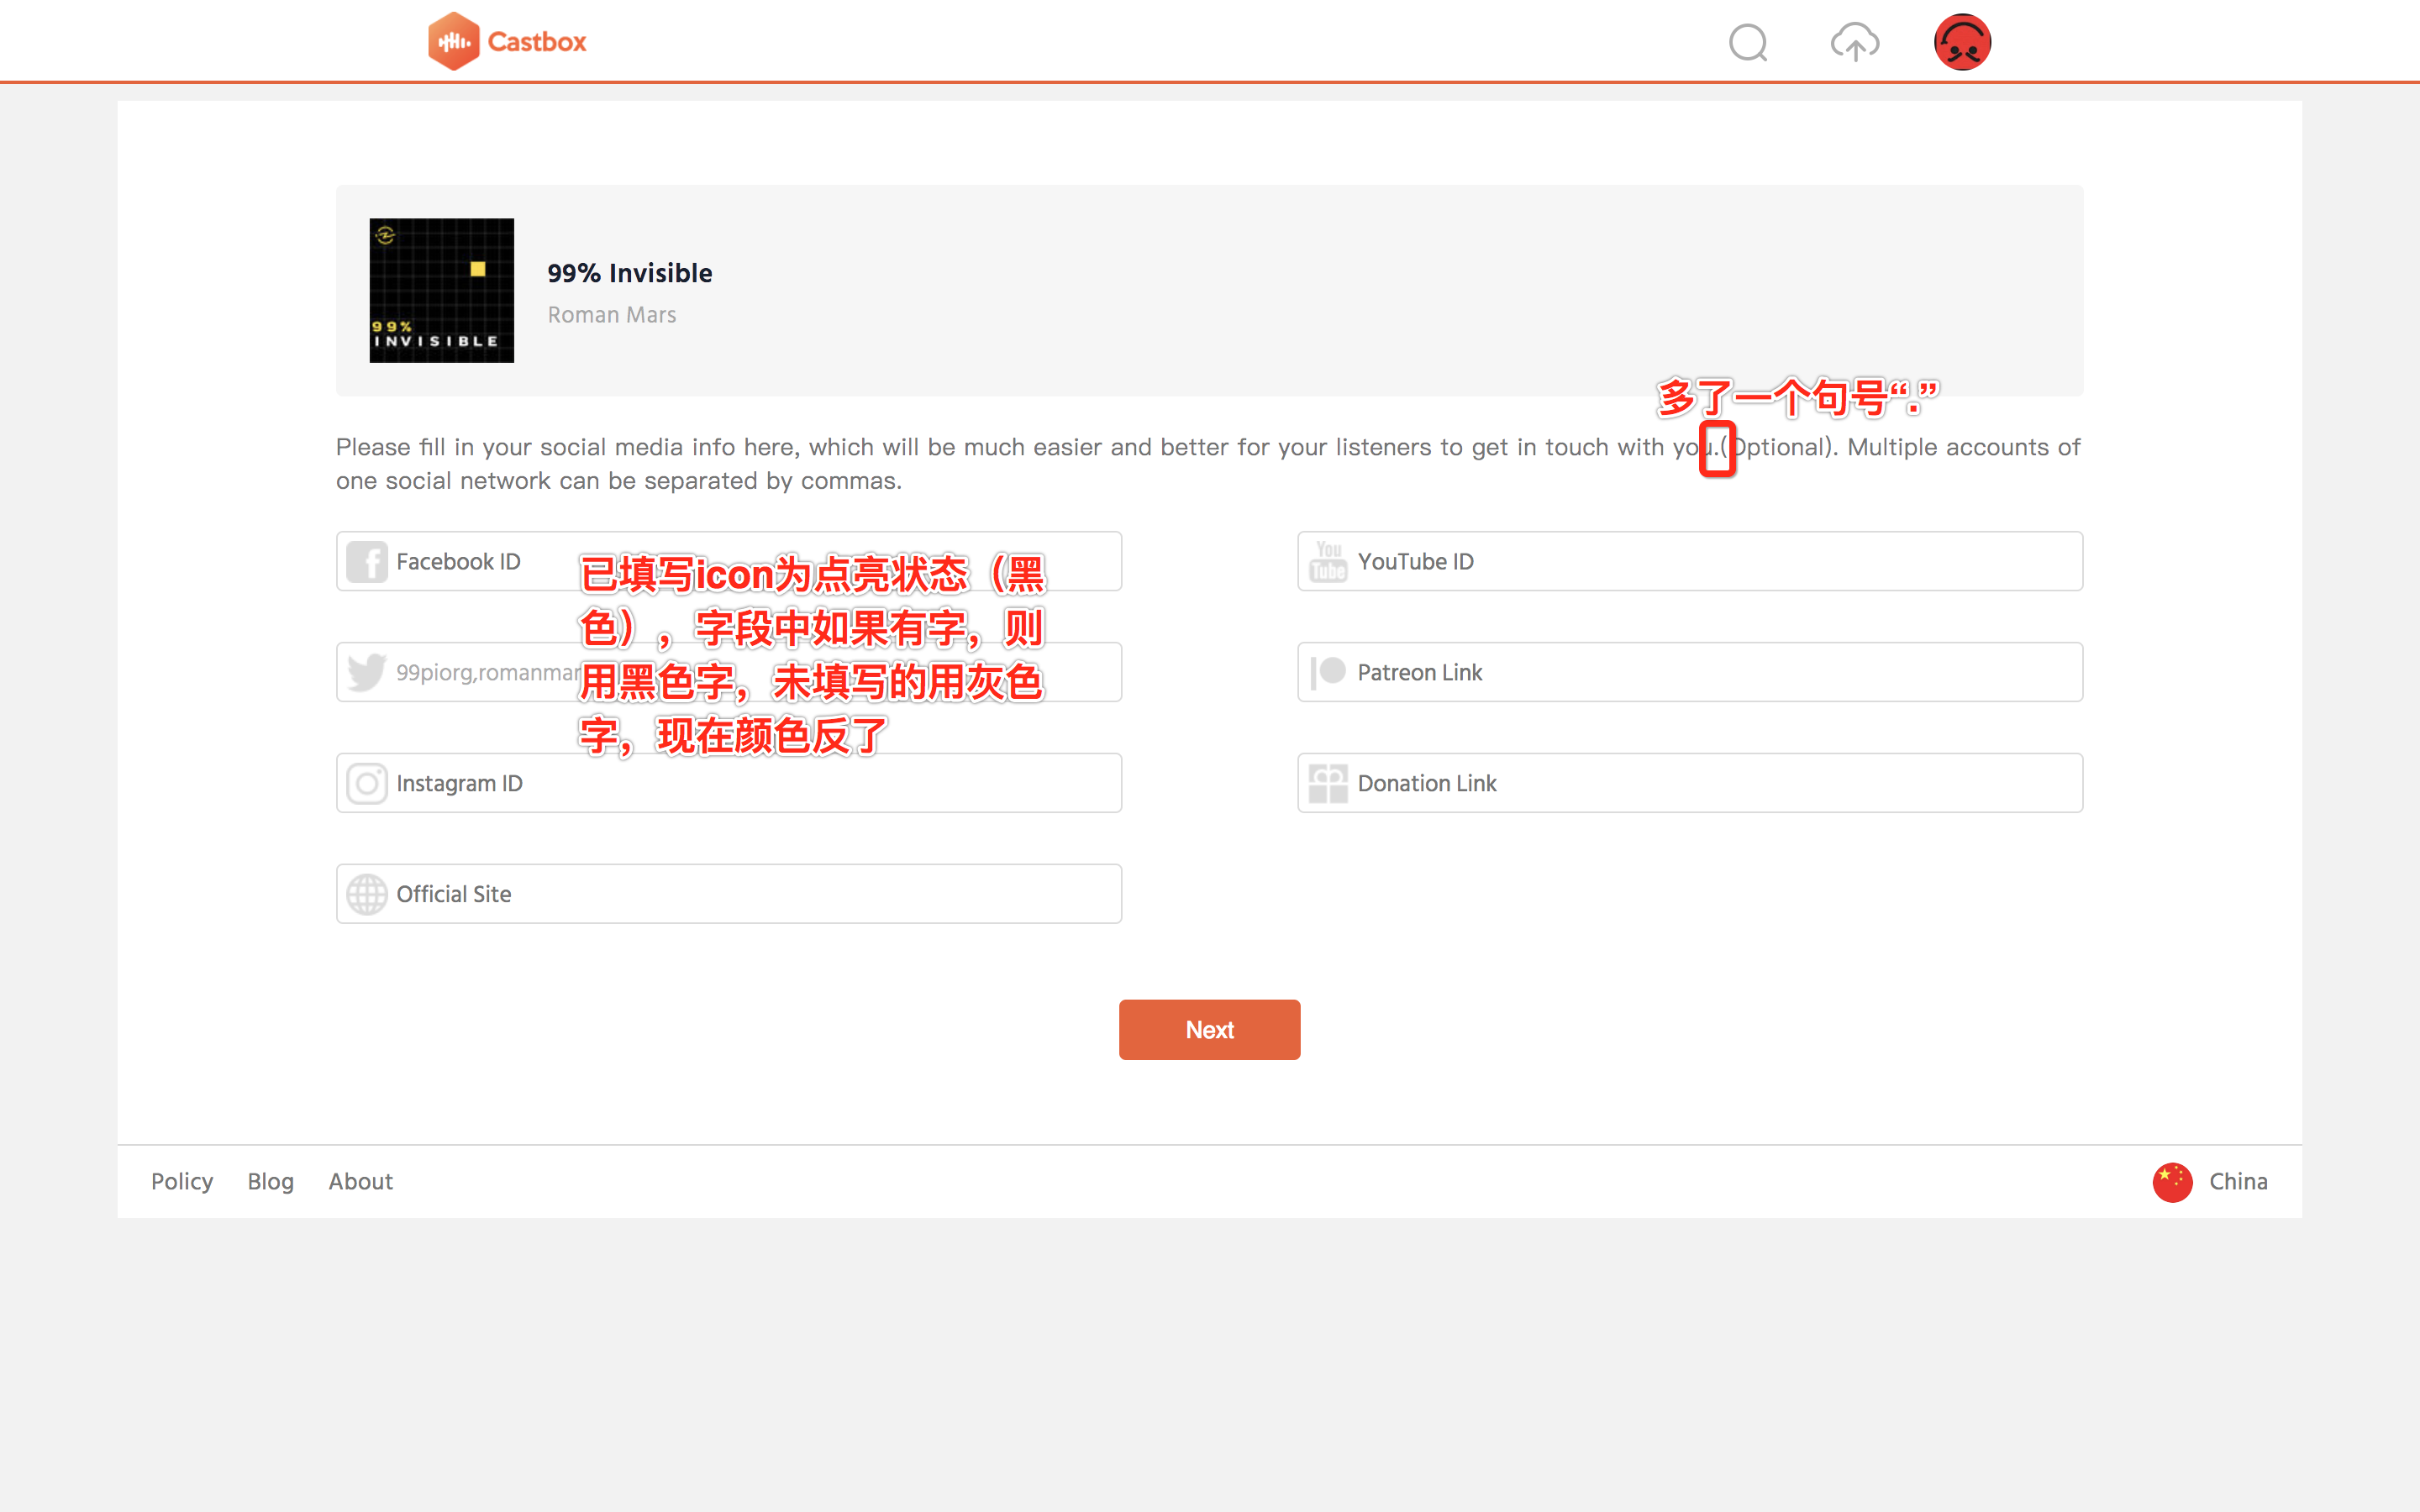 Castbox
99%
INVISIBLE
99% Invisible
Roman Mars
多了一个句号“.”
Please fill in your social media info here, which will be much easier and better for your listeners to get in touch with you.(Optional). Multiple accounts of
one social network can be separated by commas.
Facebook ID
You
Tube
YouTube ID
已填写icon为点亮状态（黑
色），字段中如果有字，则
用黑色字，未填写的用灰色
字，现在颜色反了
99piorg,romanmar
Patreon Link
Instagram ID
Donation Link
Official Site
Next
Policy Blog About
China